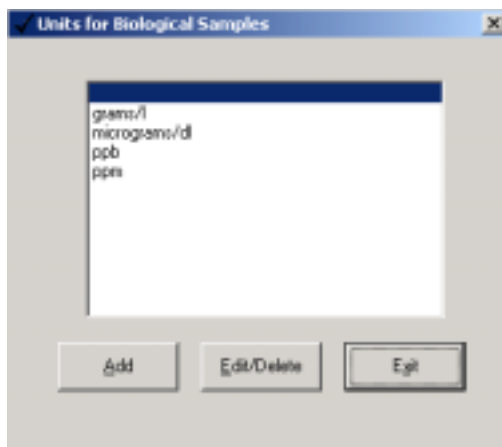 Units for Biological Samples
grams/l
micrograms/dl
ppb
ppm
Add
Edit/Delete
Exit